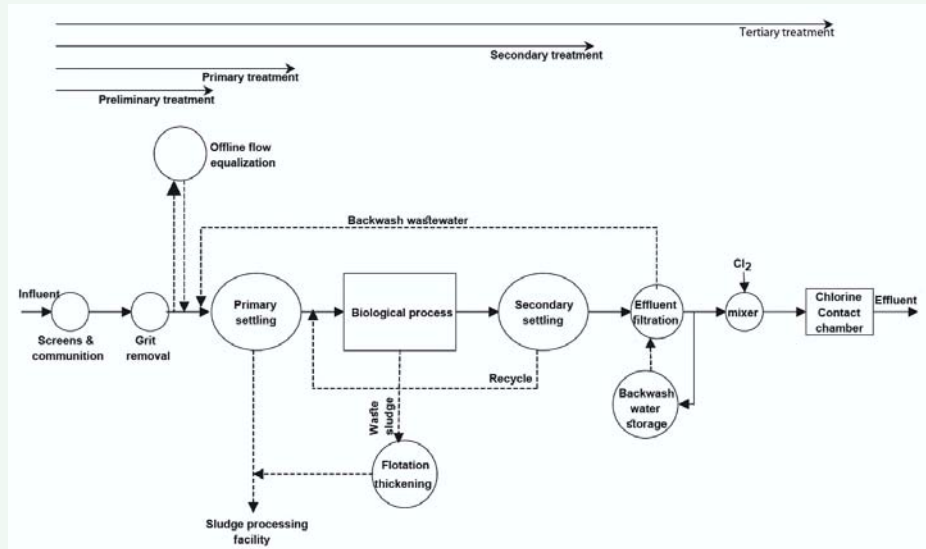 Tertiary treatment
Secondary treatment
Primary treatment
Preliminary treatment
Offline flow
equalization
Backwash wastewater
Influent
Screens &
communition
Grit
removal
Primary
settling
Biological process
Secondary
settling
Effluent
filtration
Cl2
mixer
Chlorine
Contact
chamber
Effluent
Recycle
Waste
sludge
Backwash
water
storage
Flotation
thickening
Sludge processing
facility